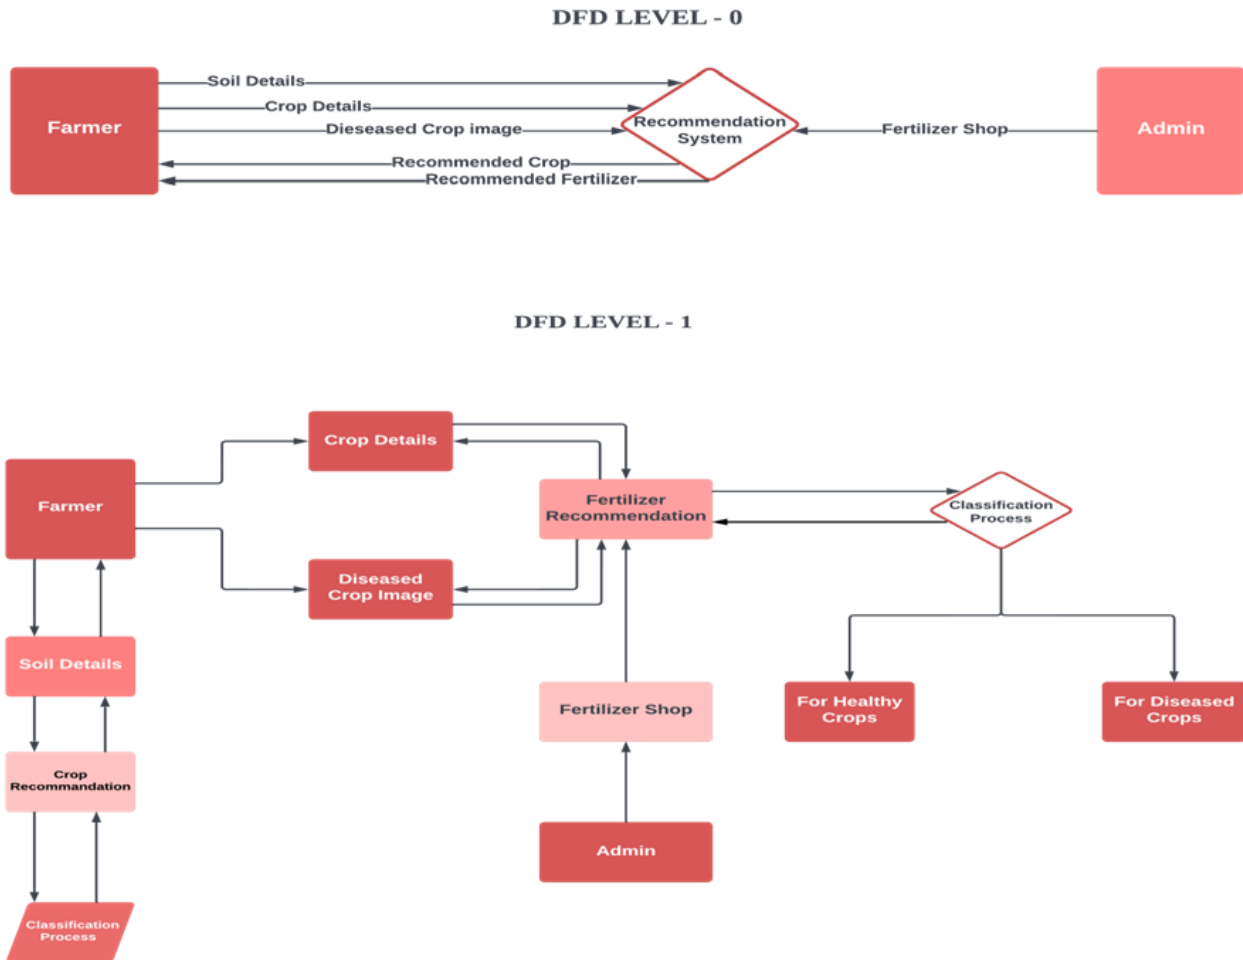 DFD LEVEL - 0
Soil Details
Crop Details
Farmer
Dieseased Crop image
Recommendation
System
Fertilizer Shop
Admin
Recommended Crop
Recommended Fertilizer
DFD LEVEL - 1
Crop Details
Farmer
Fertilizer
Recommendation
Classification
Process
Diseased
Crop Image
Soil Details
Fertilizer Shop
For Healthy
Crops
For Diseased
Crops
Crop
Recommandation
Admin
Classification
Process